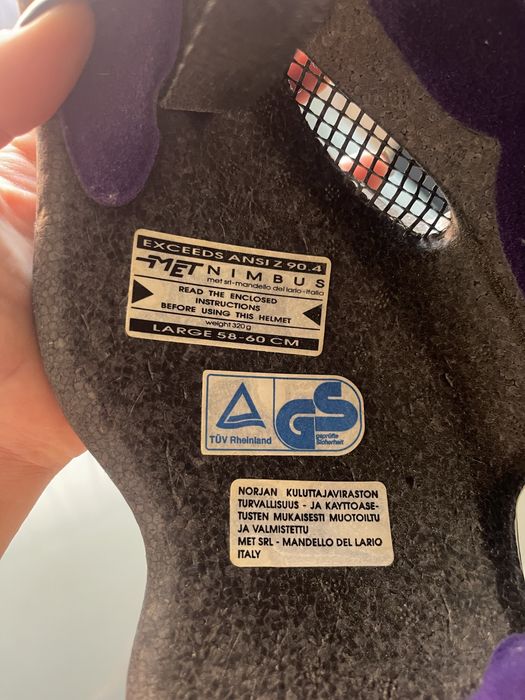 EXCEEDS ANSI Z 90.4
MET NIMBUS
met srl-mandello del lario-italia
READ THE ENCLOSED
INSTRUCTIONS
BEFORE USING THIS HELMET
weight 320 g
LARGE 58-60 CM
TÜV Rheinland
GS
geprüfte
Sicherheit
NORJAN KULUTTAJAVIRASTON
TURVALLISUUS - JA KAYTTOASE-
TUSTEN MUKAISESTI MUOTOILTU
JA VALMISTETTU
MET SRL - MANDELLO DEL LARIO
ITALY